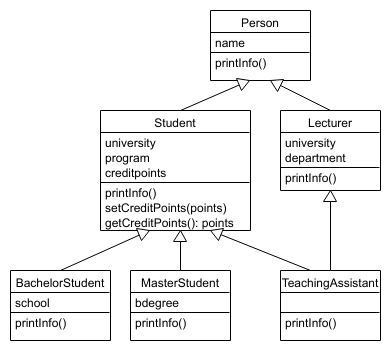 Person
name
printInfo()
Student
university
program
creditpoints
printInfo()
setCreditPoints(points)
getCreditPoints(): points
Lecturer
university
department
printInfo()
BachelorStudent
school
printInfo()
MasterStudent
bdegree
printInfo()
TeachingAssistant
printInfo()